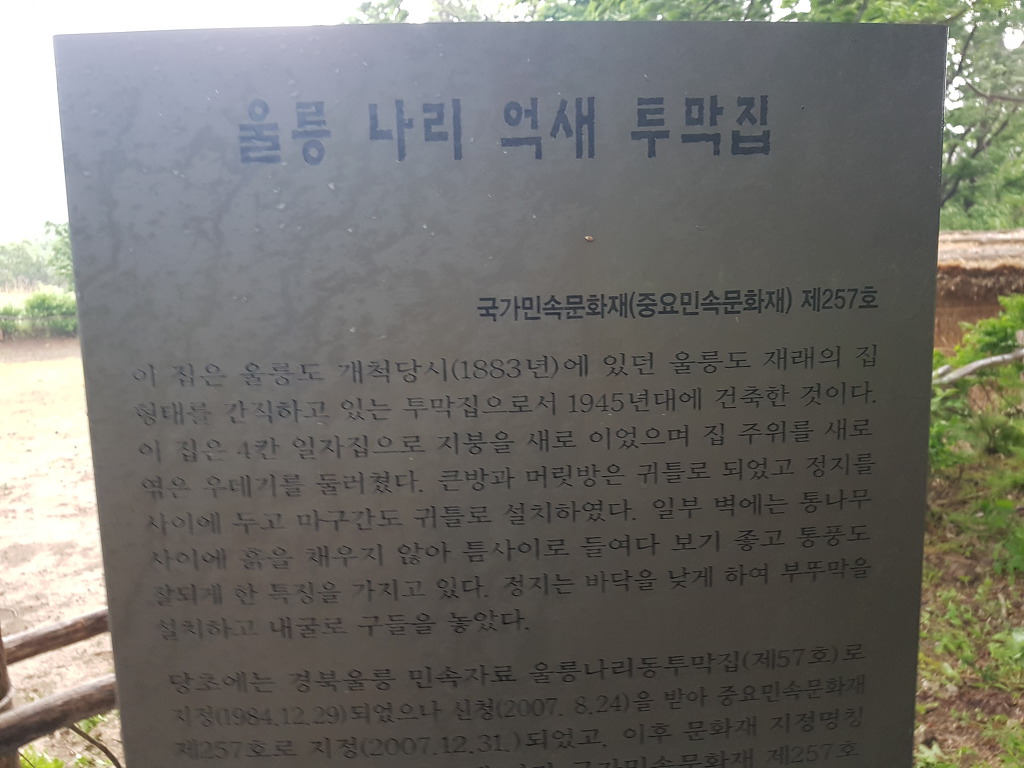 울릉 나리 억새 투막집
국가민속문화재(중요민속문화재) 제257호
이 집은 울릉도 개척당시(1883년)에 있던 울릉도 재래의 집
형태를 간직하고 있는 투막집으로서 1945년대에 건축한 것이다.
이 집은 4칸 일자집으로 지붕을 새로 이었으며 집 주위를 새로
엮은 우데기를 둘러쳤다. 큰방과 머릿방은 귀틀로 되었고 정지를
사이에 두고 마구간도 귀틀로 설치하였다. 일부 벽에는 통나무
사이에 흙을 채우지 않아 틈사이로 들여다 보기 좋고 통풍도
잘되게 한 특징을 가지고 있다. 정지는 바닥을 낮게 하여 부뚜막을
설치하고 내굴로 구들을 놓았다.
당초에는 경북울릉 민속자료 울릉나리동투막집(제57호)로
지정(1984.12.29)되었으나 신청(2007. 8.24)을 받아 중요민속문화재
제257호로 지정(2007.12.31.)되었고, 이후 문화재 지정명칭
국가민속문화재 제257호